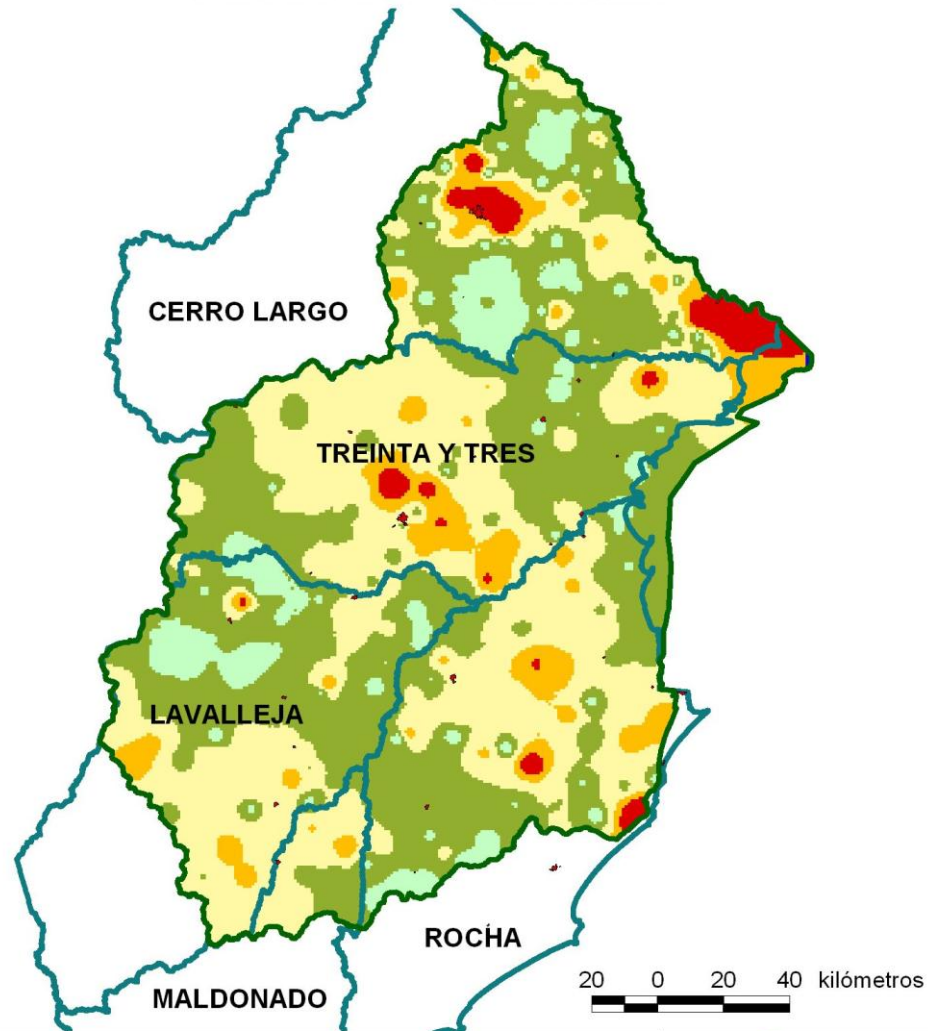 CERRO LARGO
TREINTA Y TRES
LAVALLEJA
ROCHA
20 0 20 40 kilómetros
MALDONADO